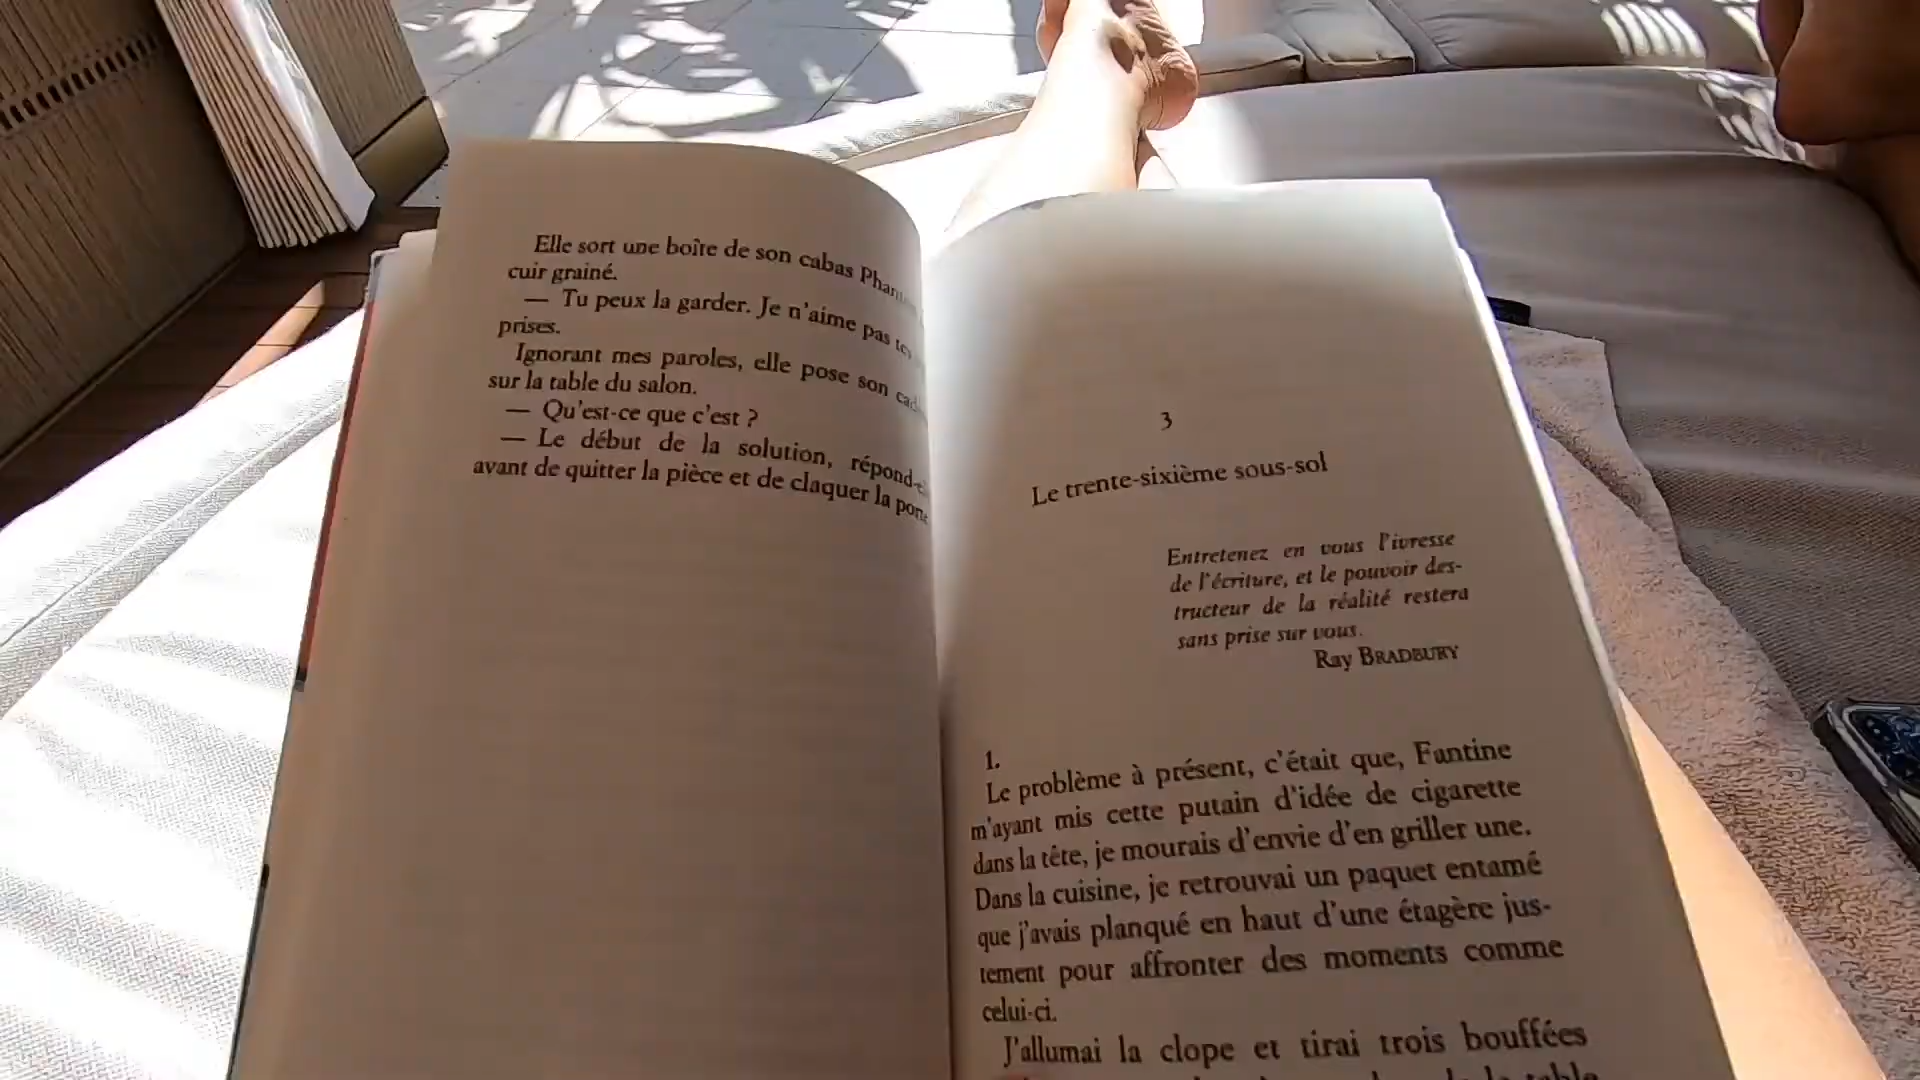 Elle sort une boîte de son cabas
cuir grainé.
— Tu peux la garder. Je n'aime pas
prises.
Ignorant mes paroles, elle pose son
sur la table du salon.
— Qu'est-ce que c'est ?
— Le début de la solution,
avant de quitter la pièce et de claquer la
3
Le trente-sixième sous-sol
Entretenez en vous l'ivresse
de l'écriture, et le pouvoir des-
tructeur de la réalité restera
sans prise sur vous.
Ray BRADBURY
1.
Le problème à présent, c'était que, Fantine
m'ayant mis cette putain d'idée de cigarette
dans la tête, je mourais d'envie d'en griller une.
Dans la cuisine, je retrouvai un paquet entamé
que j'avais planqué en haut d'une étagère jus-
tement pour affronter des moments comme
celui-ci.
J'allumai la clope et tirai trois bouffées